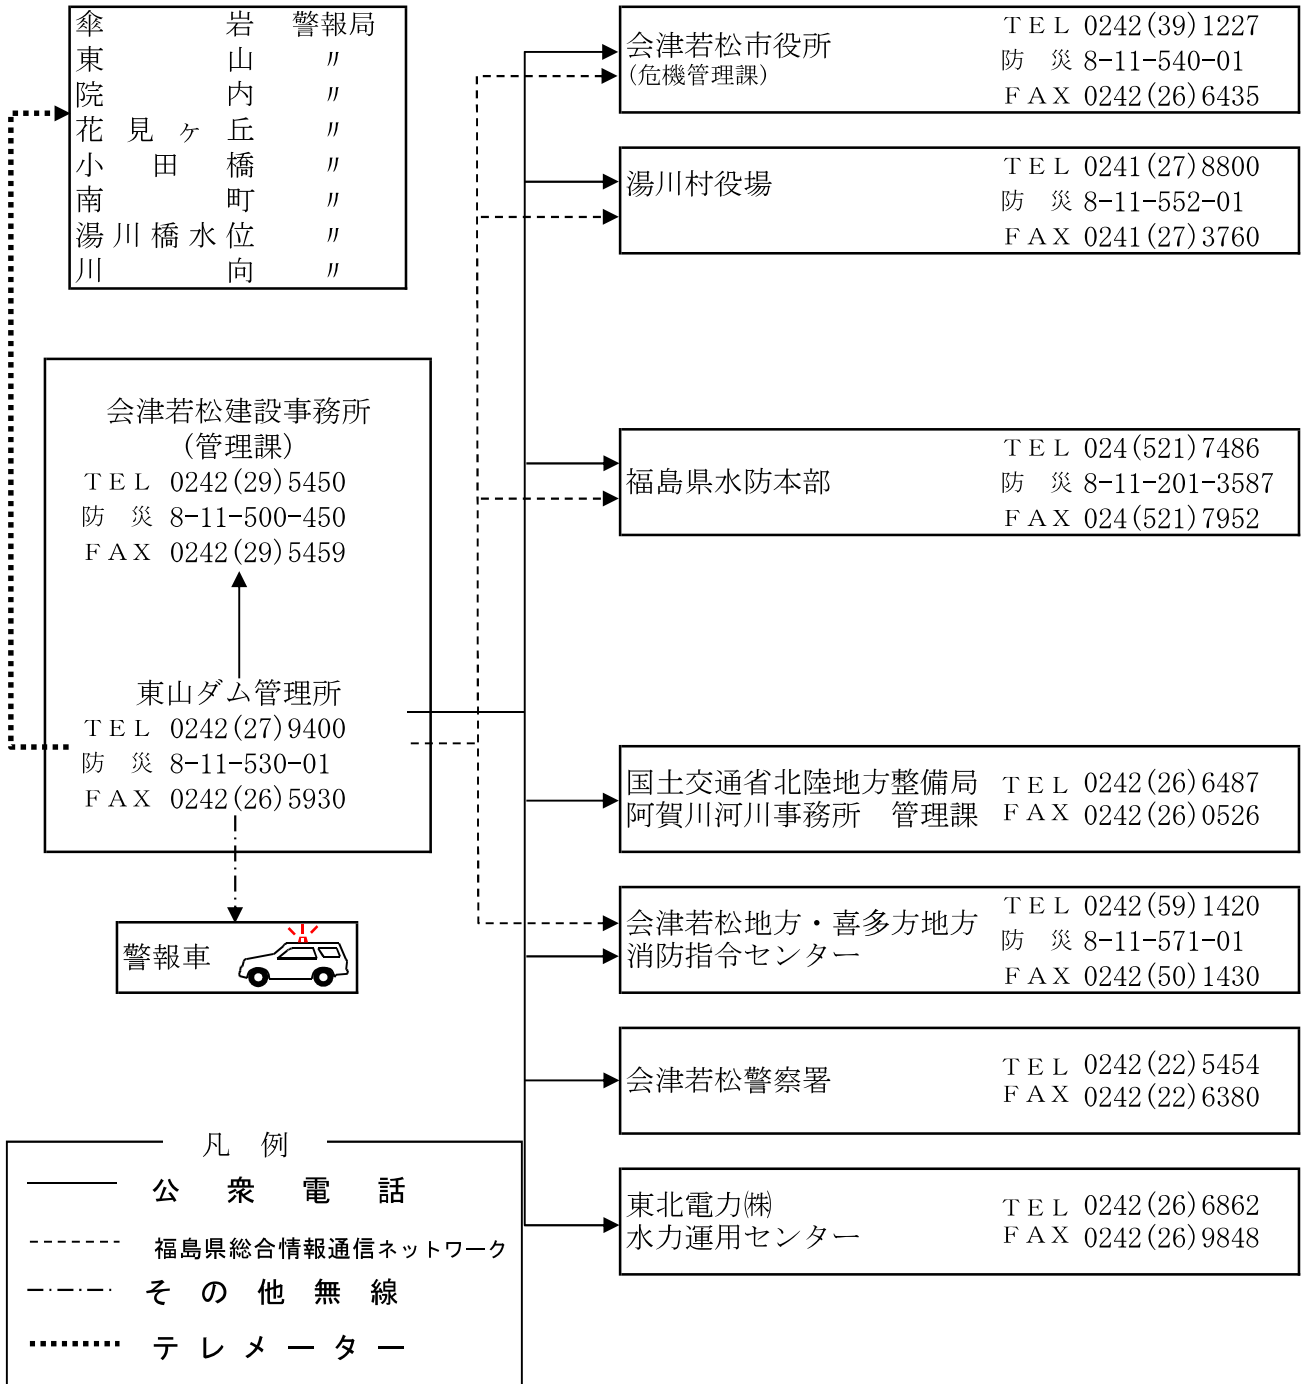 傘岩 警報局
東山 〃
院内 〃
花見ヶ丘 〃
小田橋 〃
南町 〃
湯川橋水位 〃
川向 〃
会津若松建設事務所
(管理課)
ＴＥＬ 0242(29)5450
防　災 8-11-500-450
ＦＡＸ 0242(29)5459
東山ダム管理所
ＴＥＬ 0242(27)9400
防　災 8-11-530-01
ＦＡＸ 0242(26)5930
警報車
会津若松市役所
(危機管理課)
ＴＥＬ 0242(39)1227
防　災 8-11-540-01
ＦＡＸ 0242(26)6435
湯川村役場
ＴＥＬ 0241(27)8800
防　災 8-11-552-01
ＦＡＸ 0241(27)3760
福島県水防本部
ＴＥＬ 024(521)7486
防　災 8-11-201-3587
ＦＡＸ 024(521)7952
国土交通省北陸地方整備局
阿賀川河川事務所　管理課
ＴＥＬ 0242(26)6487
ＦＡＸ 0242(26)0526
会津若松地方・喜多方地方
消防指令センター
ＴＥＬ 0242(59)1420
防　災 8-11-571-01
ＦＡＸ 0242(50)1430
会津若松警察署
ＴＥＬ 0242(22)5454
ＦＡＸ 0242(22)6380
東北電力㈱
水力運用センター
ＴＥＬ 0242(26)6862
ＦＡＸ 0242(26)9848
凡　例
公衆電話
福島県総合情報通信ネットワーク
その他無線
テレメーター